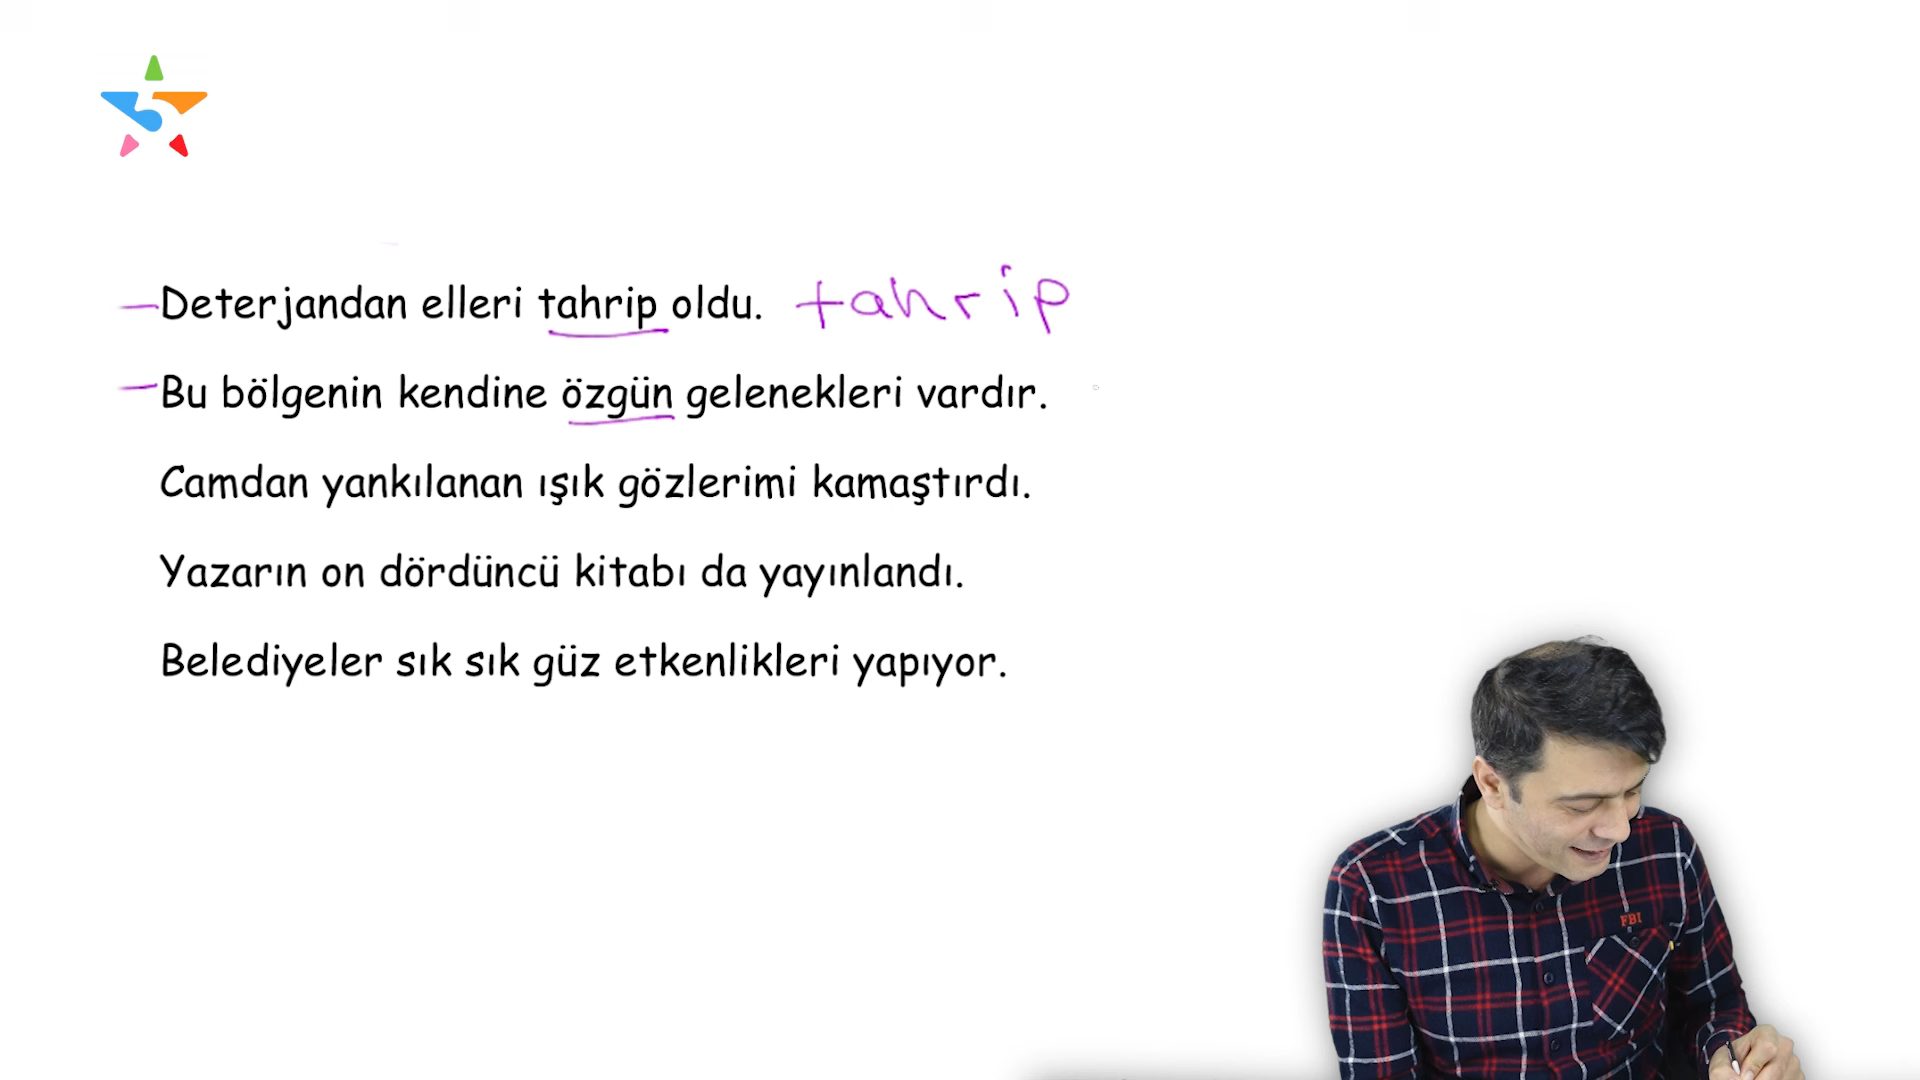 Deterjandan elleri tahrip oldu. tahrip
Bu bölgenin kendine özgün gelenekleri vardır.
Camdan yankılanan ışık gözlerimi kamaştırdı.
Yazarın on dördüncü kitabı da yayınlandı.
Belediyeler sık sık güz etkenlikleri yapıyor.
FBI